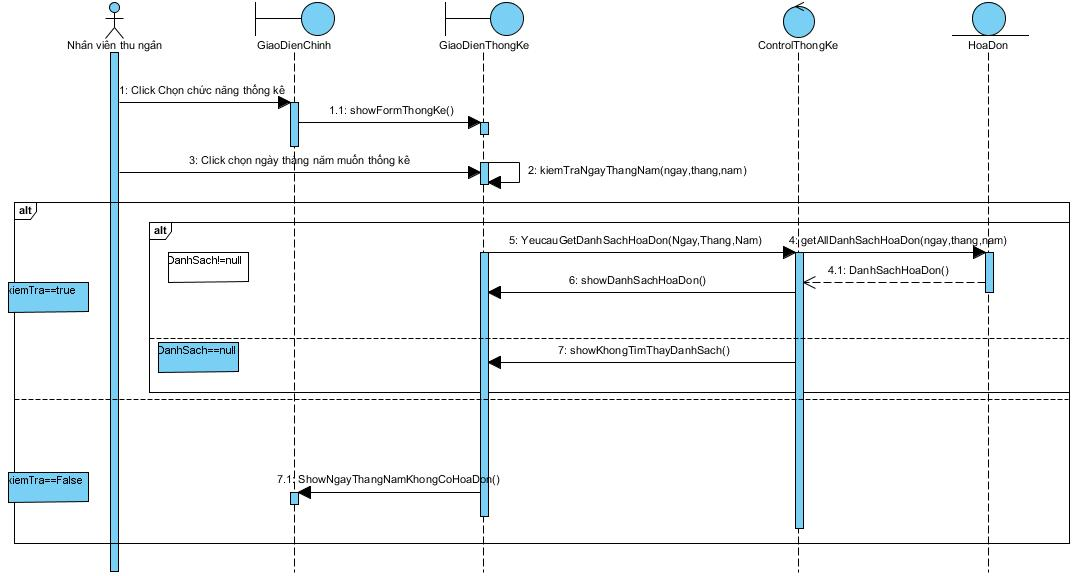 Nhân viên thu ngân
GiaoDienChinh
GiaoDienThongKe
ControlThongKe
HoaDon
1: Click Chọn chức năng thống kê
1.1: showFormThongKe()
3: Click chọn ngày tháng năm muốn thống kê
2: kiemTraNgayThangNam(ngay,thang,nam)
alt
alt
5: YeucauGetDanhSachHoaDon(Ngay,Thang,Nam)
4: getAllDanhSachHoaDon(ngay,thang,nam)
DanhSach!=null
4.1: DanhSachHoaDon()
6: showDanhSachHoaDon()
kiemTra==true
DanhSach==null
7: showKhongTimThayDanhSach()
kiemTra==False
7.1: ShowNgayThangNamKhongCoHoaDon()